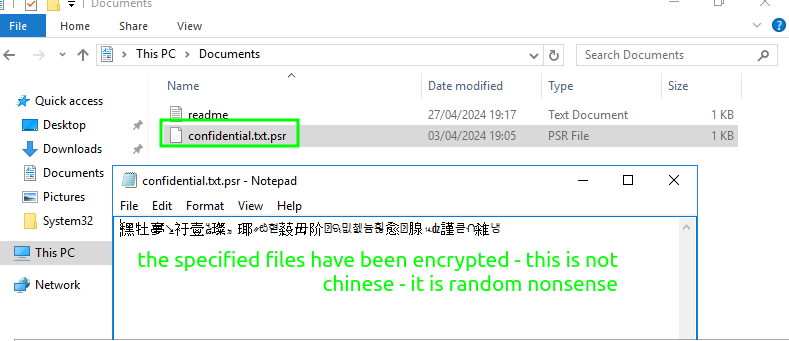 File Home Share View
This PC > Documents Search Documents
Name Date modified Type Size
Quick access
readme 27/04/2024 19:17 Text Document 1 KB
Desktop
confidential.txt.psr 03/04/2024 19:05 PSR File 1 KB
Downloads
Documents
confidential.txt.psr - Notepad
Pictures
File Edit Format View Help
System32
the specified files have been encrypted - this is not
This PC
chinese - it is random nonsense
Network